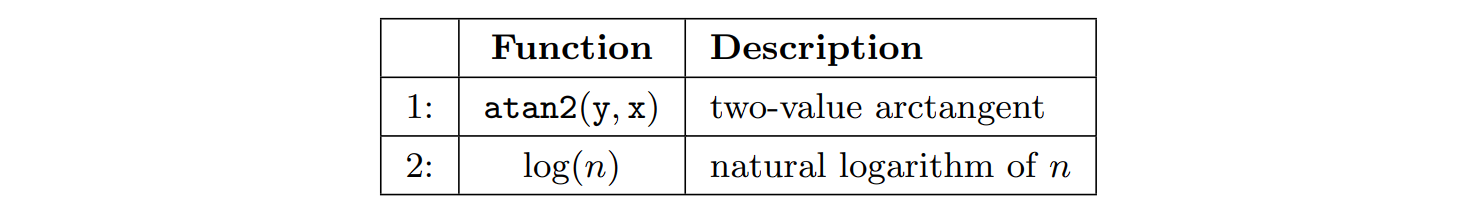 Function Description
1: atan2(y, x) two-value arctangent
2: log(n) natural logarithm of n